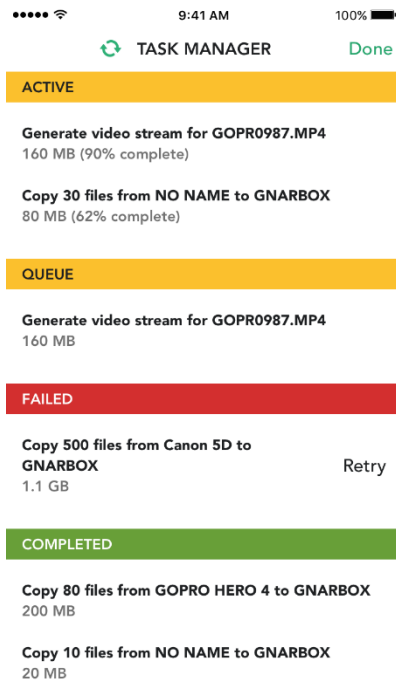 9:41 AM
100%
TASK MANAGER
Done
ACTIVE
Generate video stream for GOPR0987.MP4
160 MB (90% complete)
Copy 30 files from NO NAME to GNARBOX
80 MB (62% complete)
QUEUE
Generate video stream for GOPR0987.MP4
160 MB
FAILED
Copy 500 files from Canon 5D to
GNARBOX
1.1 GB
Retry
COMPLETED
Copy 80 files from GOPRO HERO 4 to GNARBOX
200 MB
Copy 10 files from NO NAME to GNARBOX
20 MB